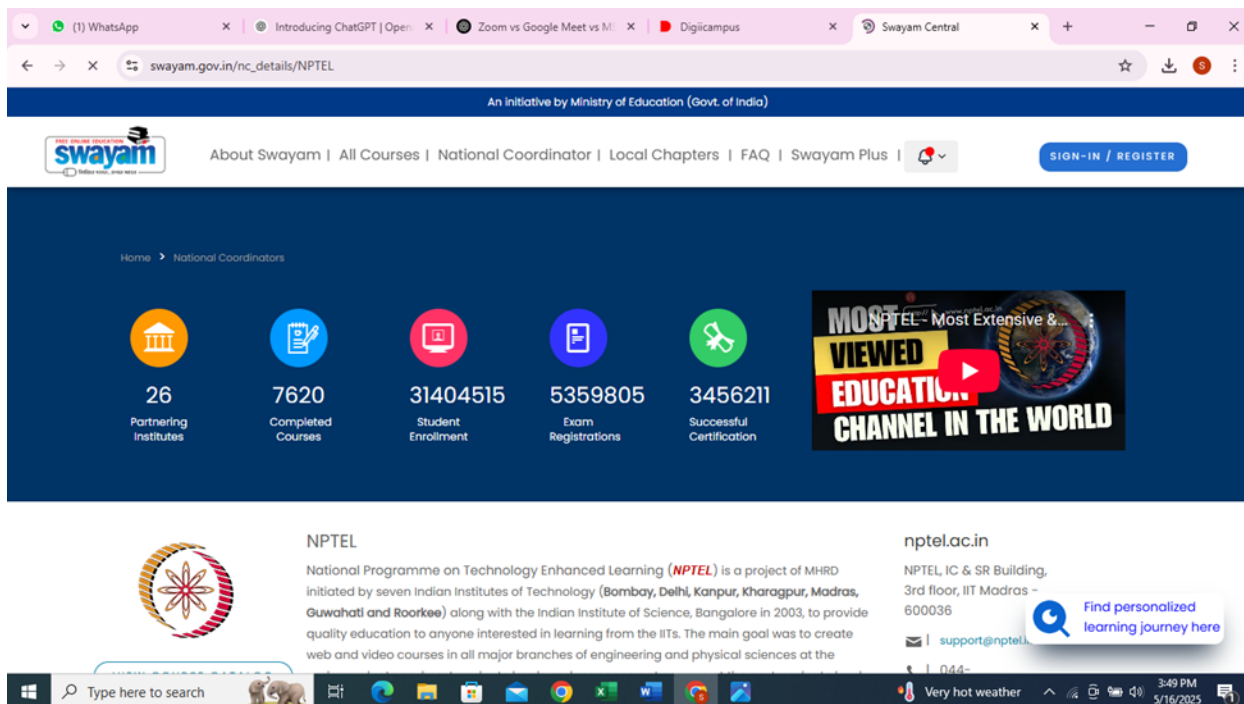 (1) WhatsApp
Introducing ChatGPT | Open
Zoom vs Google Meet vs M
Digiicampus
Swayam Central
swayam.gov.in/nc_details/NPTEL
S
An initiative by Ministry of Education (Govt. of India)
FREE ONLINE EDUCATION
swayam
About Swayam | All Courses | National Coordinator | Local Chapters | FAQ | Swayam Plus |
SIGN-IN / REGISTER
Home > National Coordinators
26
Partnering
Institutes
7620
Completed
Courses
31404515
Student
Enrollment
5359805
Exam
Registrations
3456211
Successful
Certification
NPTEL - Most Extensive &...
MOST
VIEWED
EDUCATION
CHANNEL IN THE WORLD
NPTEL
National Programme on Technology Enhanced Learning (NPTEL) is a project of MHRD
initiated by seven Indian Institutes of Technology (Bombay, Delhi, Kanpur, Kharagpur, Madras,
Guwahati and Roorkee) along with the Indian Institute of Science, Bangalore in 2003, to provide
quality education to anyone interested in learning from the IITs. The main goal was to create
web and video courses in all major branches of engineering and physical sciences at the
nptel.ac.in
NPTEL, IC & SR Building,
3rd floor, IIT Madras -
600036
| support@nptel.
| 044-
Find personalized
learning journey here
Type here to search
Very hot weather
3:49 PM
5/16/2025